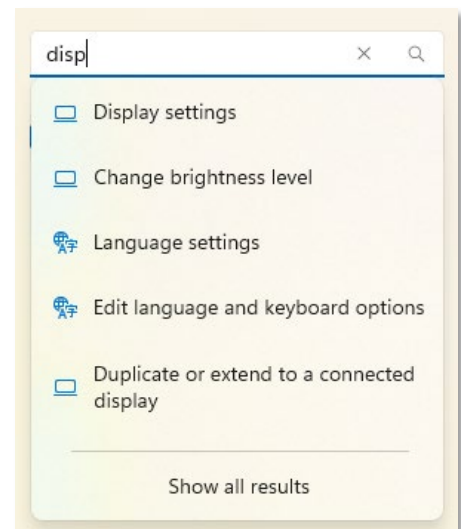 disp
Display settings
Change brightness level
Language settings
Edit language and keyboard options
Duplicate or extend to a connected
display
Show all results